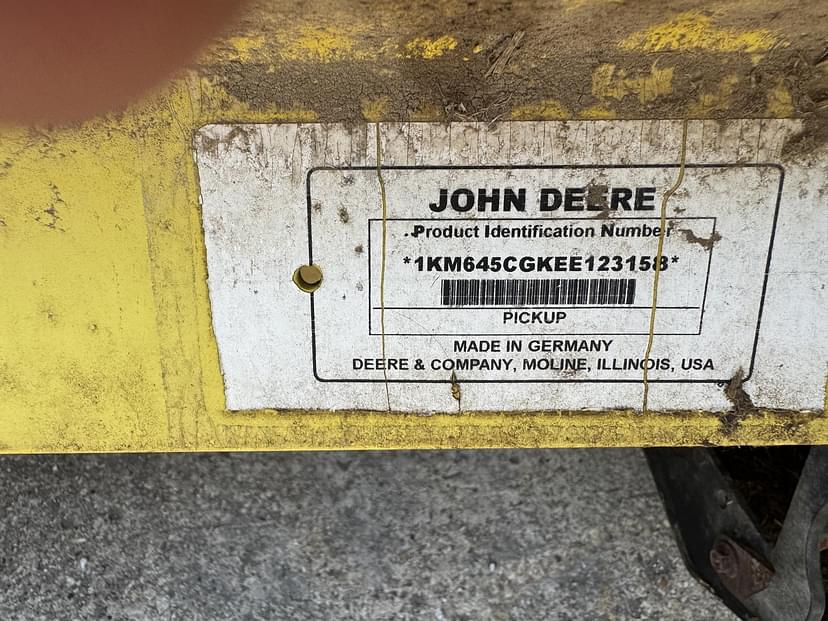 JOHN DEERE
Product Identification Number
*1KM645CGKEE123158*
PICKUP
MADE IN GERMANY
DEERE & COMPANY, MOLINE, ILLINOIS, USA